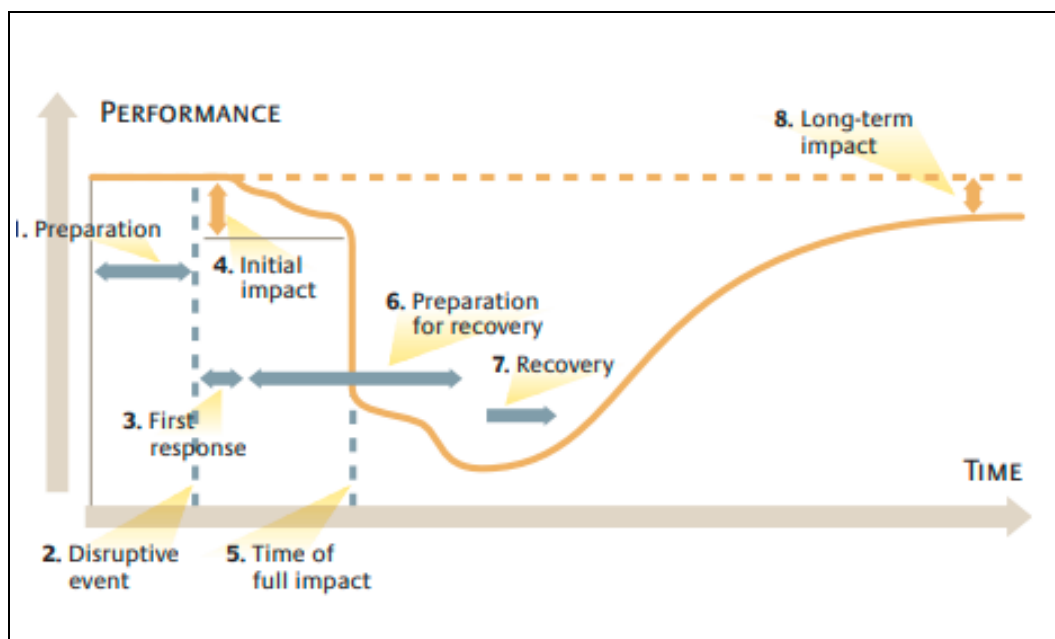 PERFORMANCE
8. Long-term
impact
1. Preparation
4. Initial
impact
6. Preparation
for recovery
7. Recovery
3. First
response
TIME
2. Disruptive
event
5. Time of
full impact